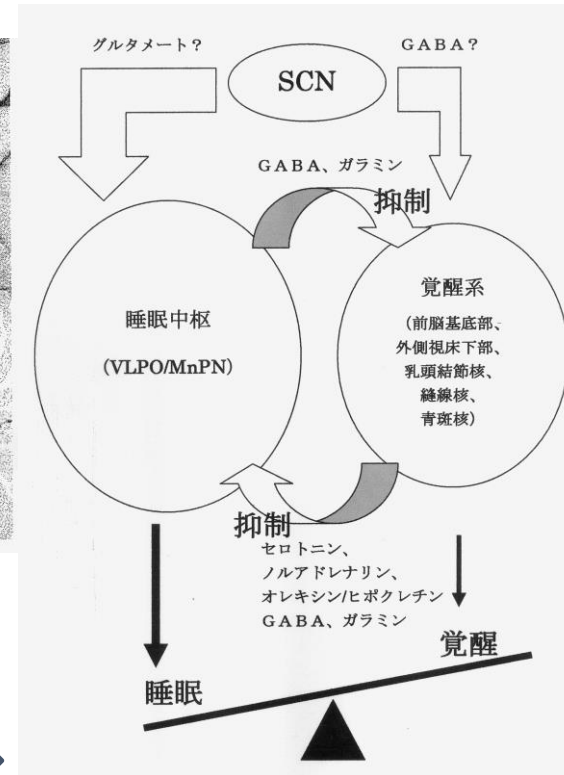 グルタメート？
GABA？
SCN
GABA、ガラミン
抑制
覚醒系
(前脳基底部、
外側視床下部、
乳頭結節核、
縫線核、
青斑核)
睡眠中枢
(VLPO/MnPN)
抑制
セロトニン、
ノルアドレナリン、
オレキシン/ヒポクレチン
GABA、ガラミン
覚醒
睡眠